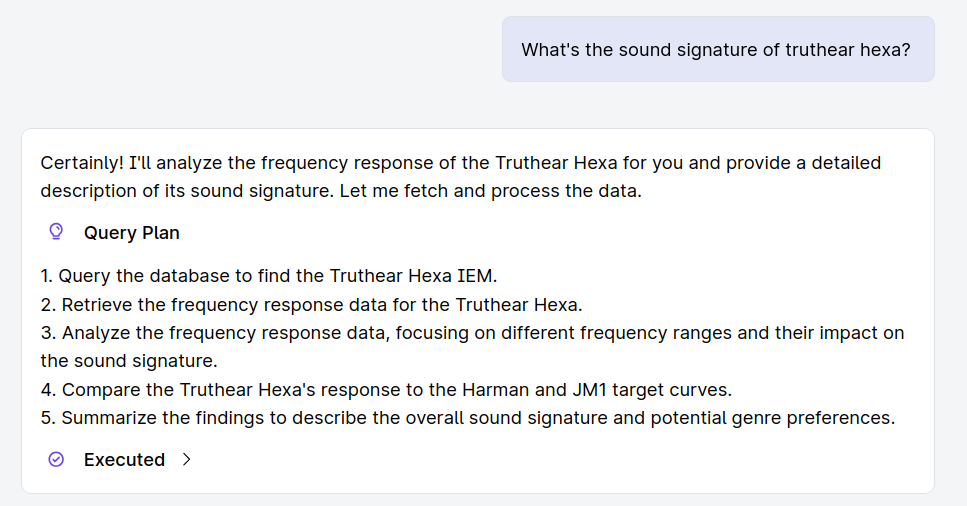 What's the sound signature of truthear hexa?
Certainly! I'll analyze the frequency response of the Truthear Hexa for you and provide a detailed
description of its sound signature. Let me fetch and process the data.
Query Plan
1. Query the database to find the Truthear Hexa IEM.
2. Retrieve the frequency response data for the Truthear Hexa.
3. Analyze the frequency response data, focusing on different frequency ranges and their impact on
the sound signature.
4. Compare the Truthear Hexa's response to the Harman and JM1 target curves.
5. Summarize the findings to describe the overall sound signature and potential genre preferences.
Executed